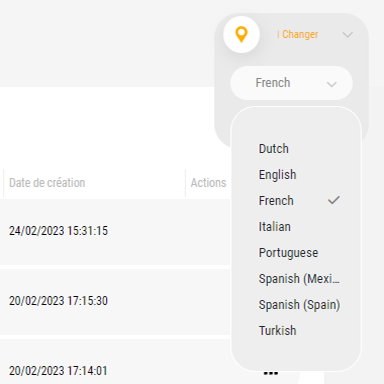 Changer
French
Date de création
Actions
24/02/2023 15:31:15
20/02/2023 17:15:30
20/02/2023 17:14:01
Dutch
English
French
Italian
Portuguese
Spanish (Mexi...
Spanish (Spain)
Turkish